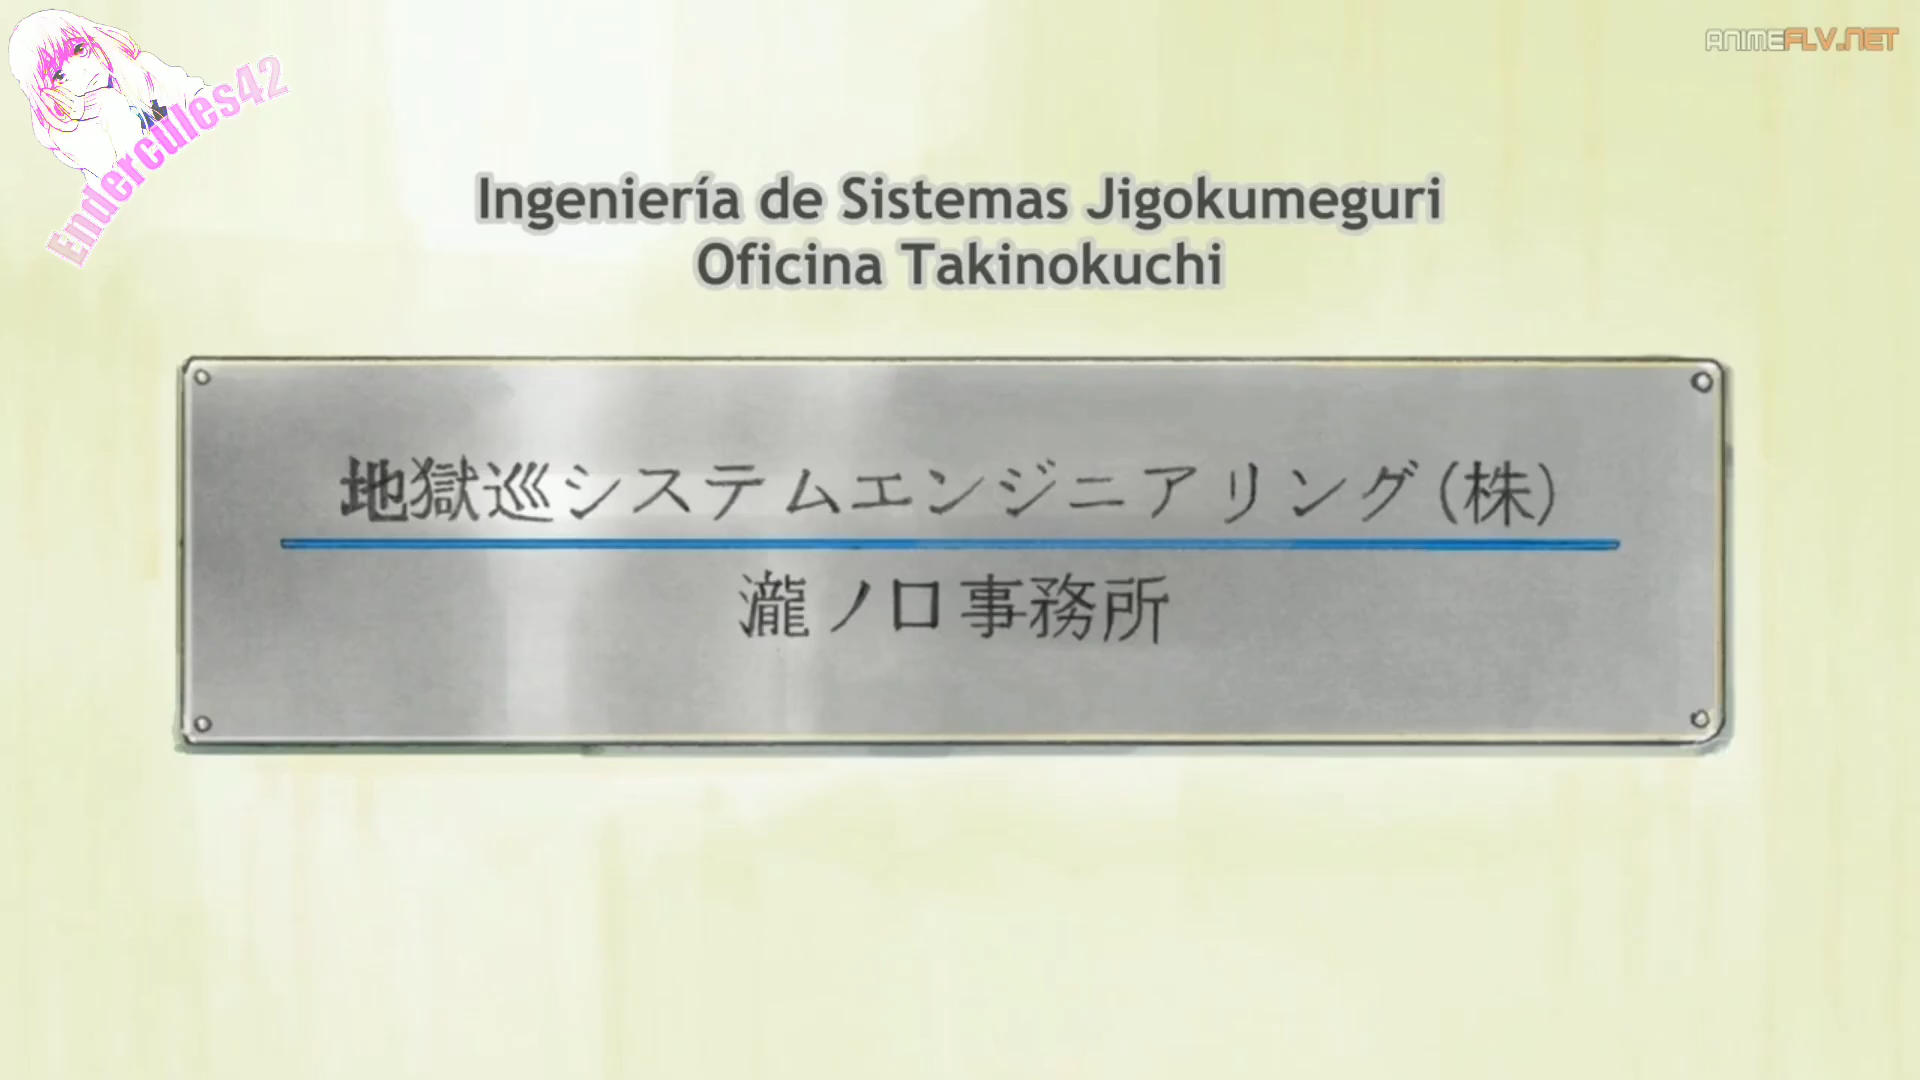 Endercules42
ANIMEFLV.NET
Ingeniería de Sistemas Jigokumeguri
Oficina Takinokuchi
地獄巡システムエンジニアリング(株)
瀧ノ口事務所